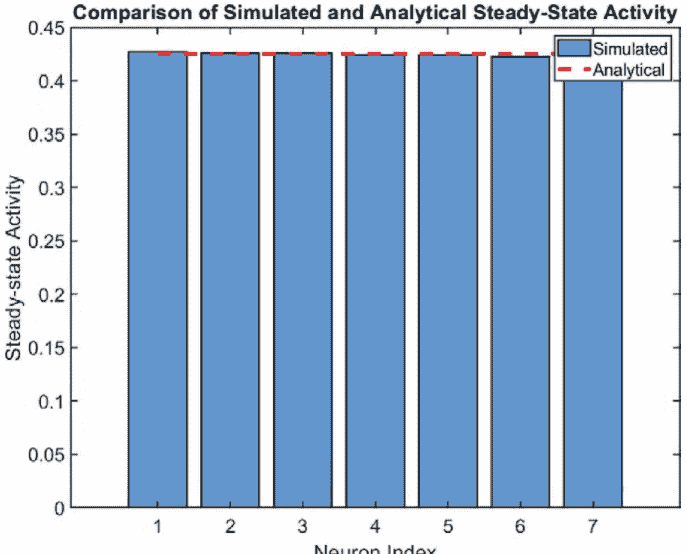 Comparison of Simulated and Analytical Steady-State Activity
0.45
0.4
0.35
0.3
0.25
0.2
0.15
0.1
0.05
0
Steady-state Activity
Simulated
Analytical
1 2 3 4 5 6 7
Neuron Index